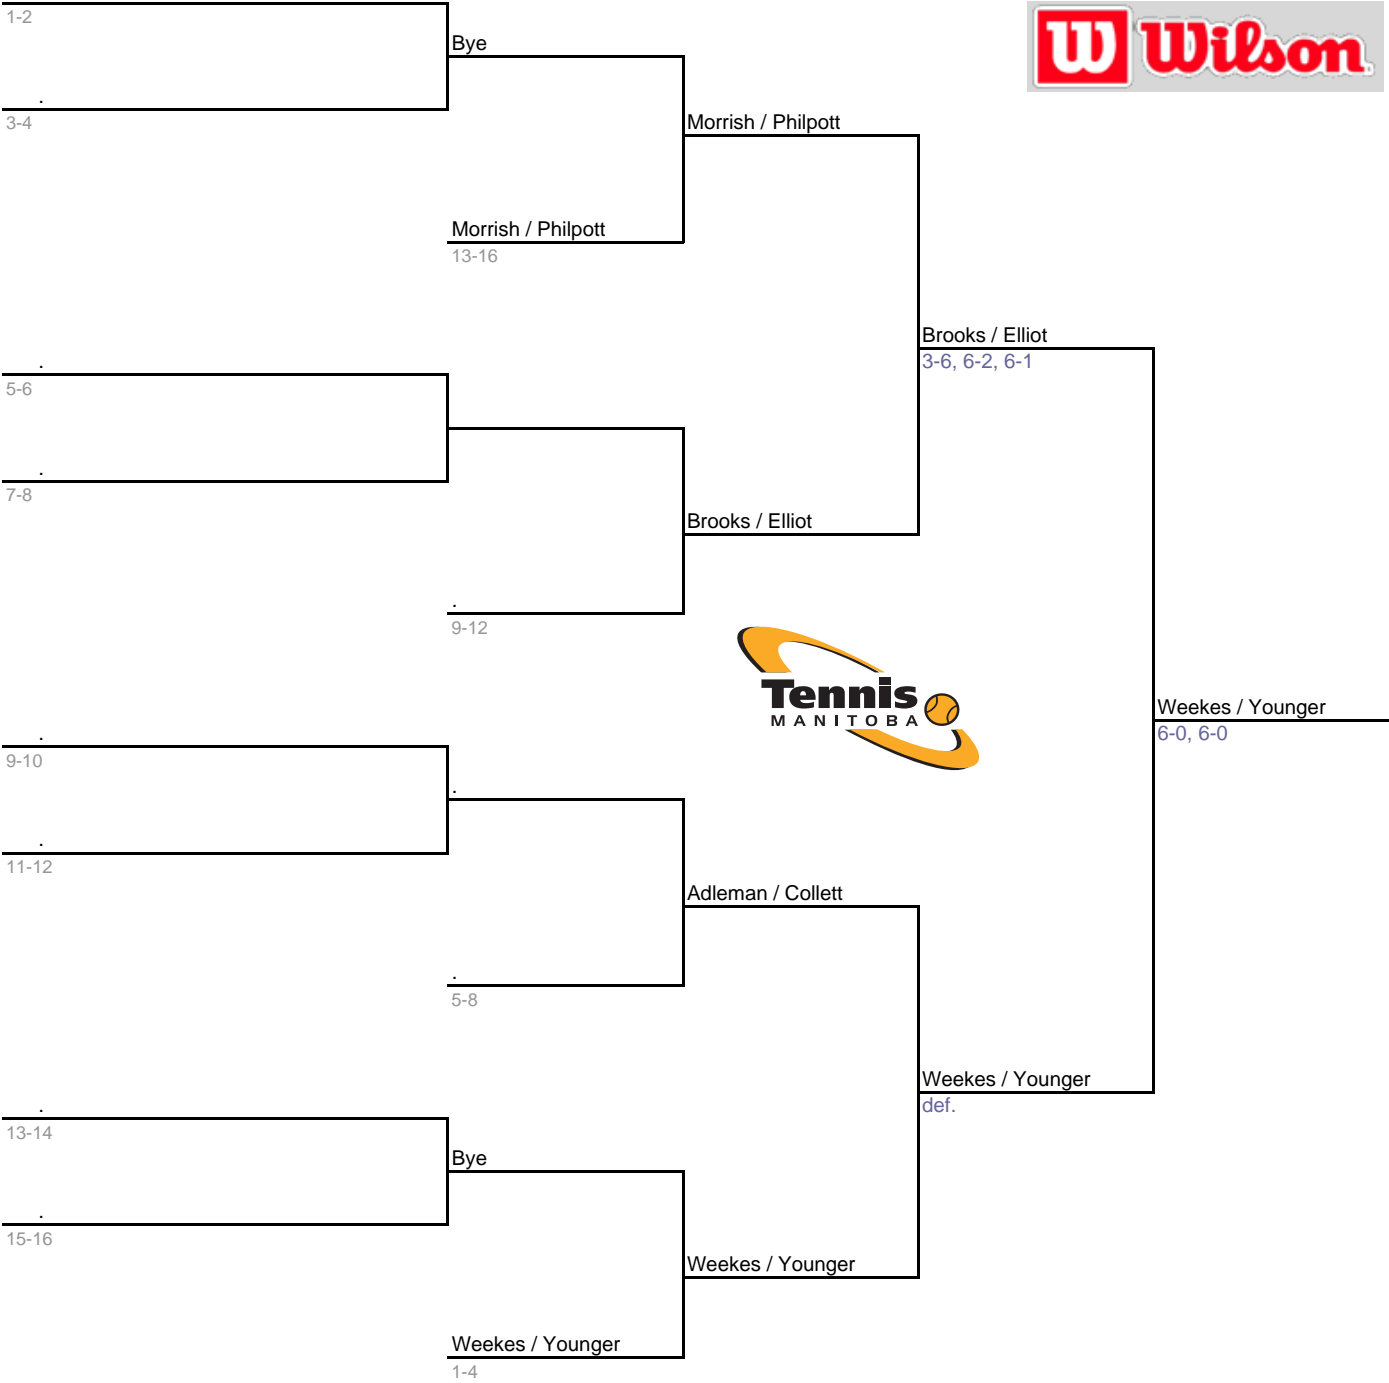 1-2
Bye
W Wilson
.
3-4
Morrish / Philpott
Morrish / Philpott
13-16
Brooks / Elliot
3-6, 6-2, 6-1
.
5-6
.
7-8
Brooks / Elliot
.
9-12
Tennis
MANITOBA
Weekes / Younger
6-0, 6-0
.
9-10
.
.
11-12
Adleman / Collett
.
5-8
Weekes / Younger
def.
.
13-14
Bye
.
15-16
Weekes / Younger
Weekes / Younger
1-4